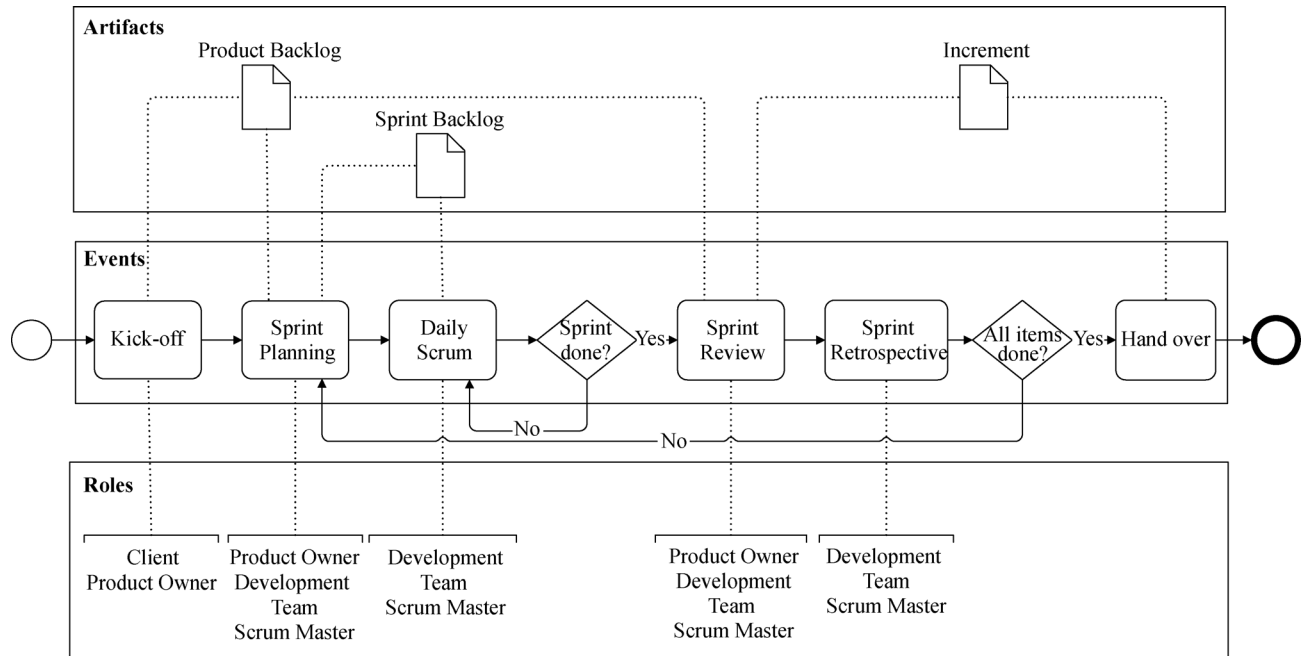 Artifacts
Product Backlog
Increment
Sprint Backlog
Events
Kick-off
Sprint
Planning
Daily
Scrum
Sprint
done?
Yes
Sprint
Review
Sprint
Retrospective
All items
done?
Yes
Hand over
No
No
Roles
Client
Product Owner
Product Owner
Development
Team
Scrum Master
Development
Team
Scrum Master
Product Owner
Development
Team
Scrum Master
Development
Team
Scrum Master